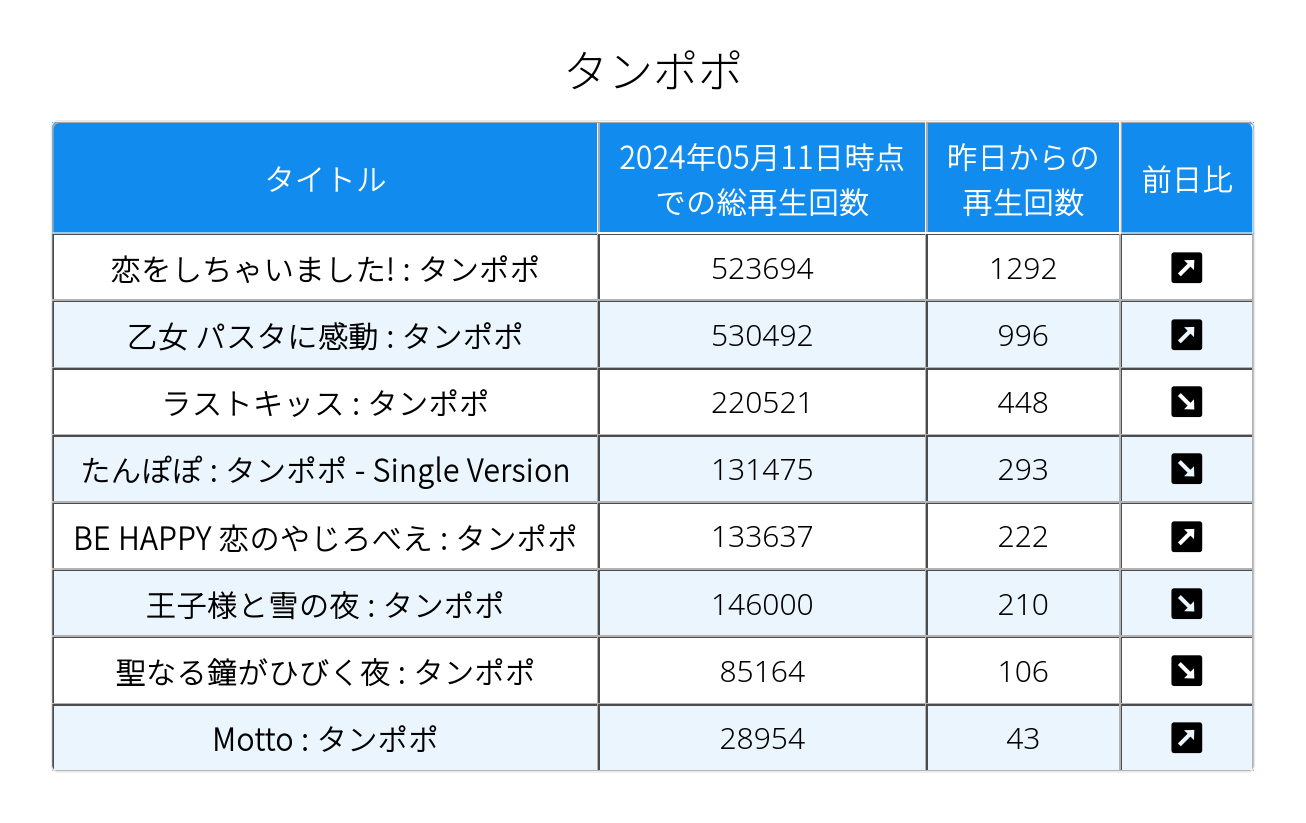 タンポポ
タイトル
2024年05月11日時点
での総再生回数
昨日からの
再生回数
前日比
恋をしちゃいました! : タンポポ 523694 1292 ↗
乙女 パスタに感動 : タンポポ 530492 996 ↗
ラストキッス : タンポポ 220521 448 ↘
たんぽぽ : タンポポ - Single Version 131475 293 ↘
BE HAPPY 恋のやじろべえ : タンポポ 133637 222 ↗
王子様と雪の夜 : タンポポ 146000 210 ↘
聖なる鐘がひびく夜 : タンポポ 85164 106 ↘
Motto : タンポポ 28954 43 ↗